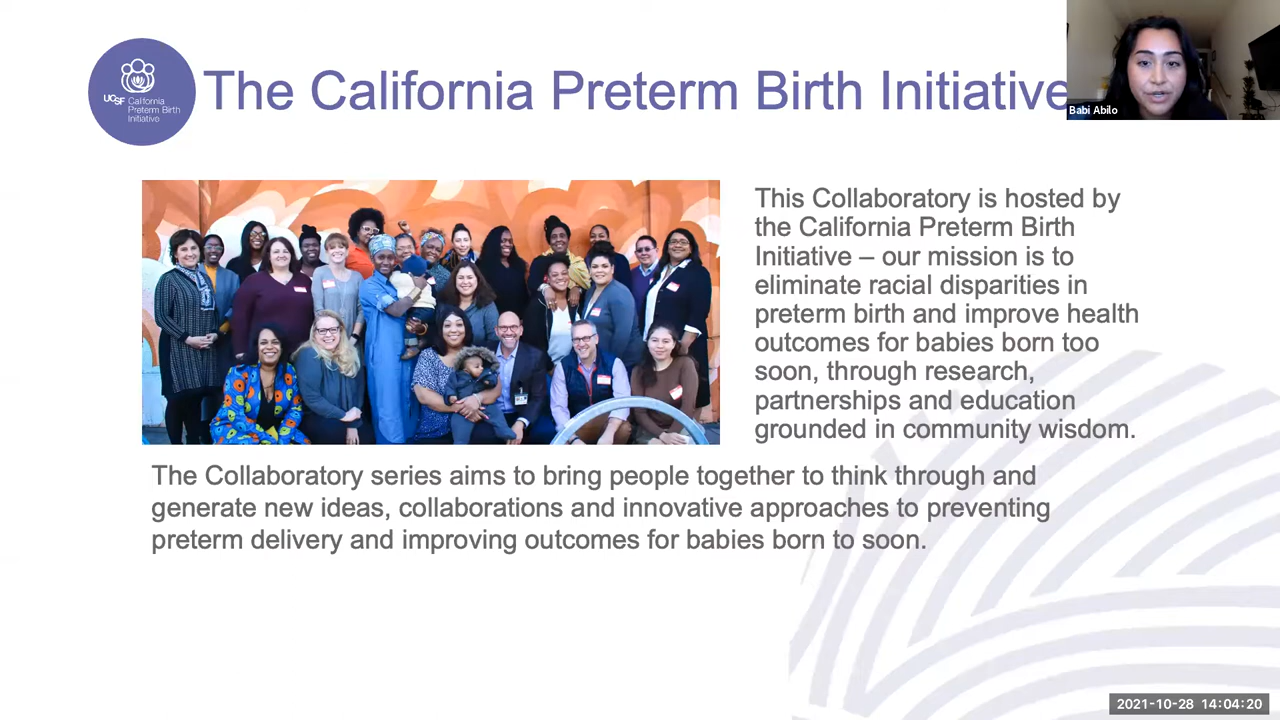 UCSF California
Preterm Birth
Initiative
The California Preterm Birth Initiative
Babi Abilo
This Collaboratory is hosted by
the California Preterm Birth
Initiative – our mission is to
eliminate racial disparities in
preterm birth and improve health
outcomes for babies born too
soon, through research,
partnerships and education
grounded in community wisdom.
The Collaboratory series aims to bring people together to think through and
generate new ideas, collaborations and innovative approaches to preventing
preterm delivery and improving outcomes for babies born to soon.
2021-10-28 14:04:20